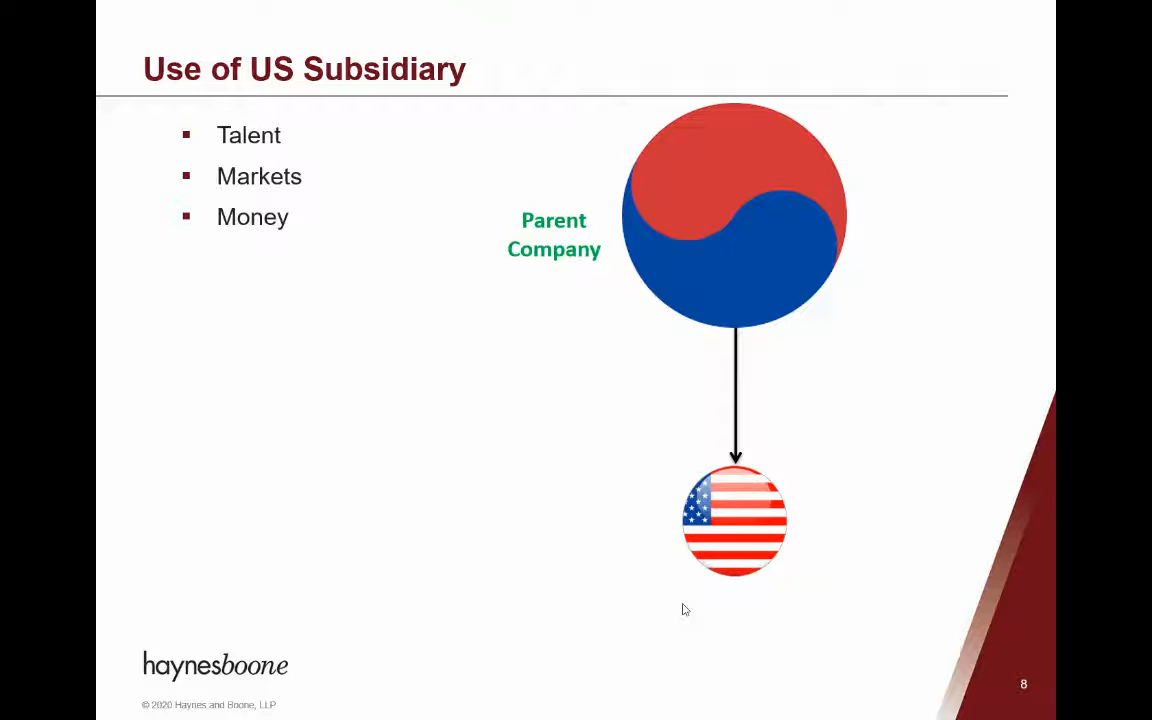 Use of US Subsidiary
▪ Talent
▪ Markets
▪ Money
Parent
Company
haynesboone
© 2020 Haynes and Boone, LLP
8